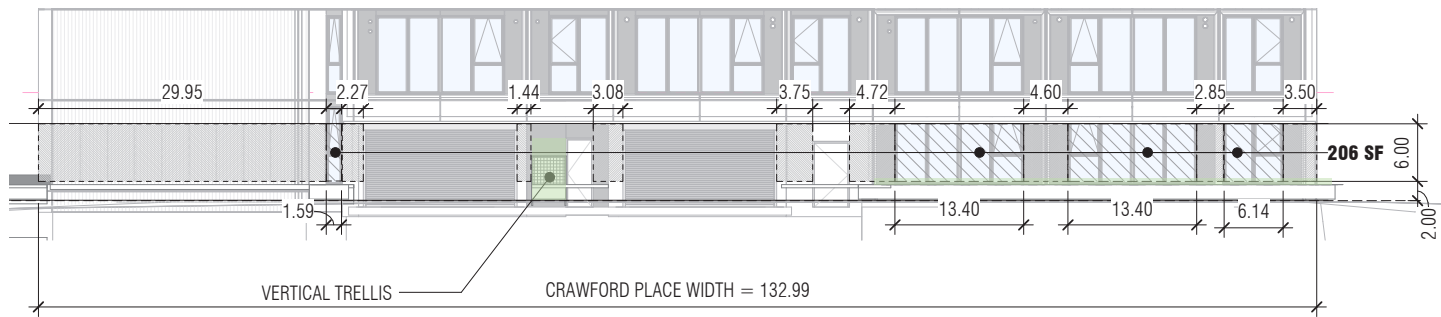 29.95 2.27 1.44 3.08 3.75 4.72 4.60 2.85 3.50
206 SF
6.00
1.59 13.40 13.40 6.14
2.00
VERTICAL TRELLIS
CRAWFORD PLACE WIDTH = 132.99